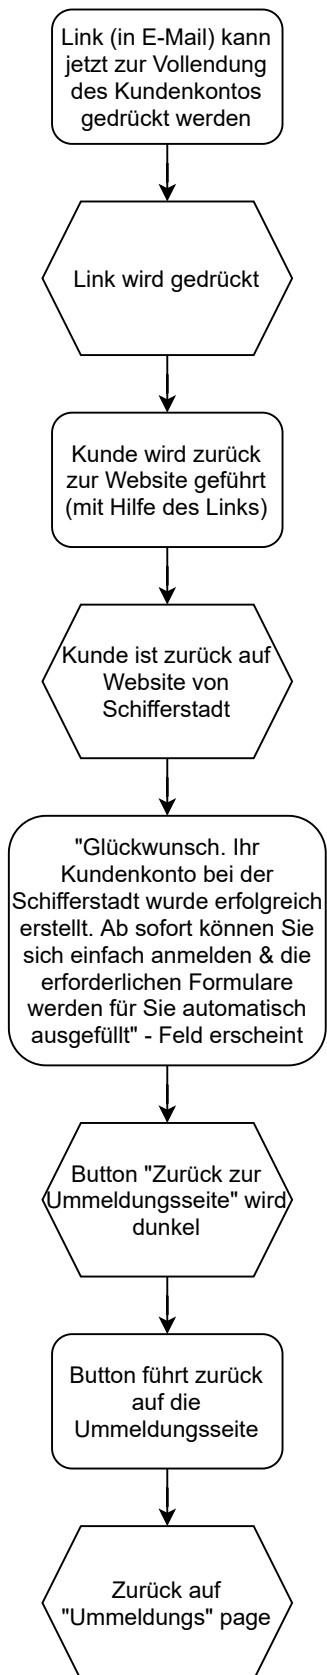 Link (in E-Mail) kann
jetzt zur Vollendung
des Kundenkontos
gedrückt werden
Link wird gedrückt
Kunde wird zurück
zur Website geführt
(mit Hilfe des Links)
Kunde ist zurück auf
Website von
Schifferstadt
"Glückwunsch. Ihr
Kundenkonto bei der
Schifferstadt wurde erfolgreich
erstellt. Ab sofort können Sie
sich einfach anmelden & die
erforderlichen Formulare
werden für Sie automatisch
ausgefüllt" - Feld erscheint
Button "Zurück zur
Ummeldungsseite" wird
dunkel
Button führt zurück
auf die
Ummeldungsseite
Zurück auf
"Ummeldungs" page